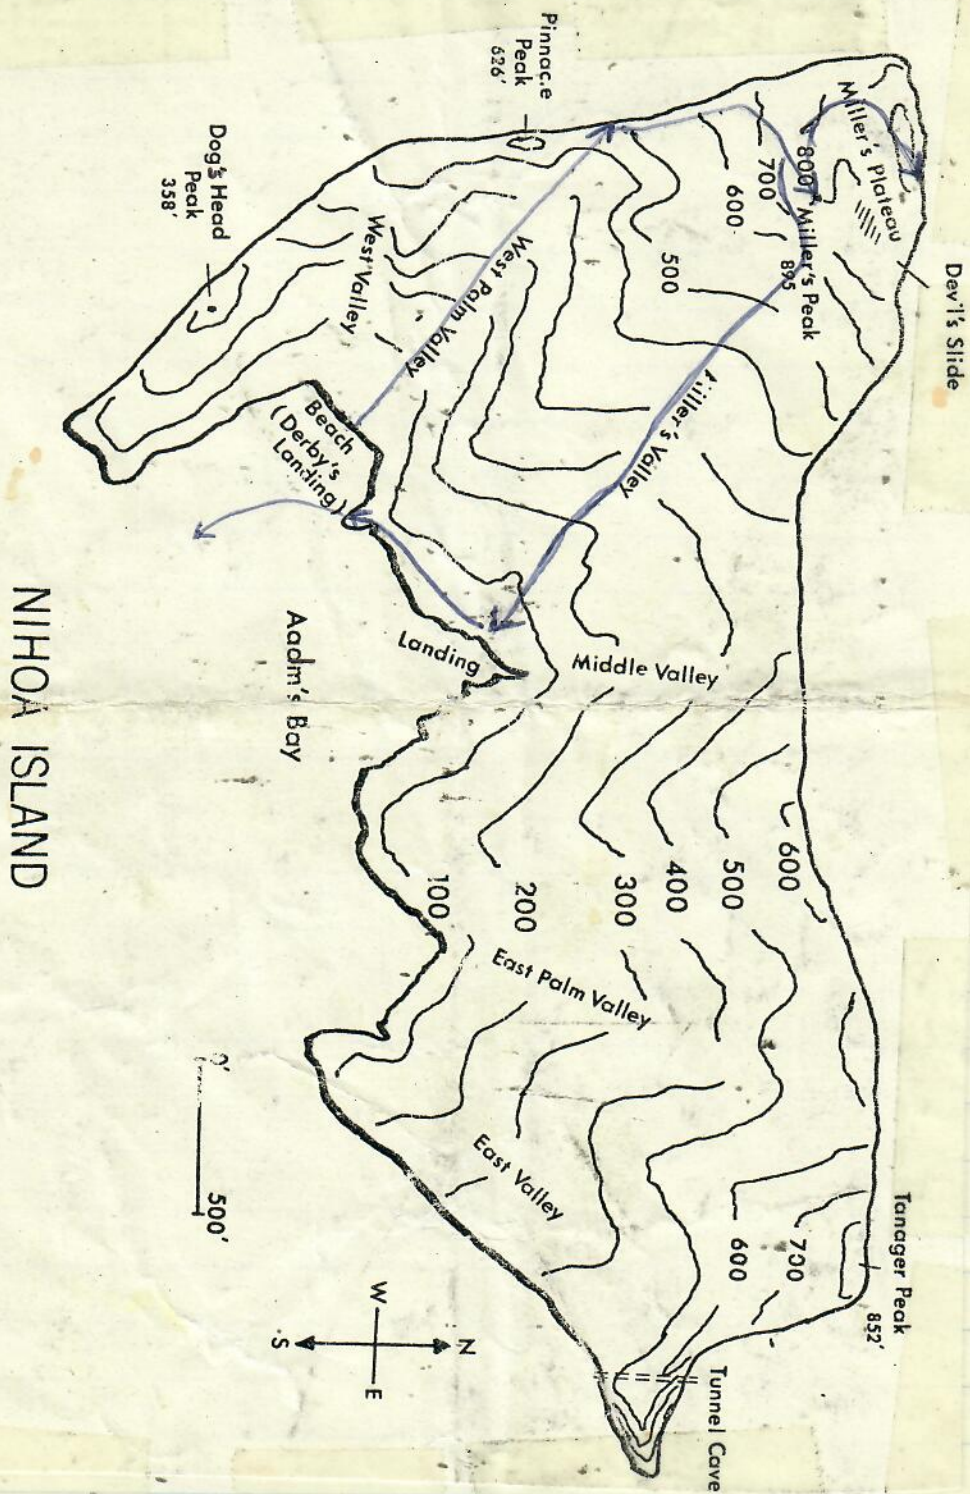 Pinnac.e
Peak
626'
Dog's Head
Peak
358'
Miller's Plateau
Dev'l's Slide
800
700
600
500
Miller's Peak
895
West Valley
West Palm Valley
Miller's Valley
Beach
(Derby's
Landing)
Landing
Middle Valley
Aadm's Bay
NIHOA ISLAND
600
500
400
300
200
100
East Palm Valley
East Valley
0'
500'
Tanager Peak
852'
700
600
Tunnel Cave
N
W
E
S